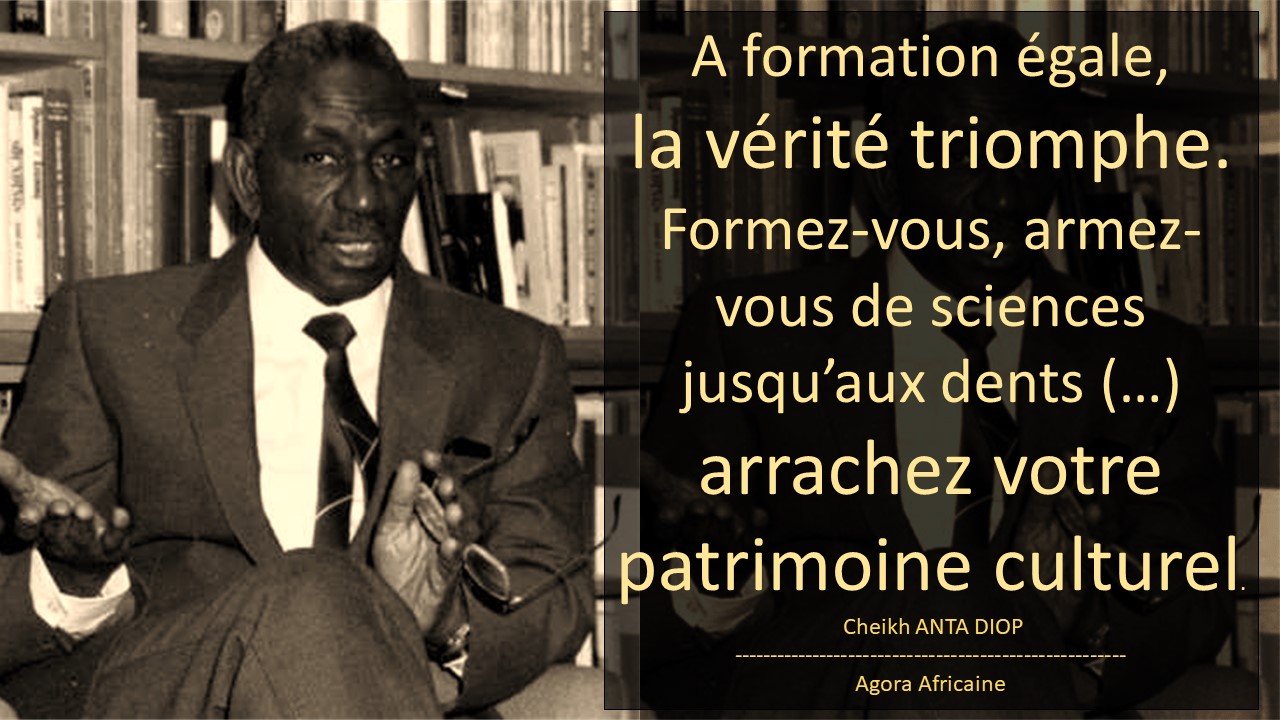 A formation égale,
la vérité triomphe.
Formez-vous, armez-
vous de sciences
jusqu’aux dents (…)
arrachez votre
patrimoine culturel.
Cheikh ANTA DIOP
-------------------------------------------------------
Agora Africaine